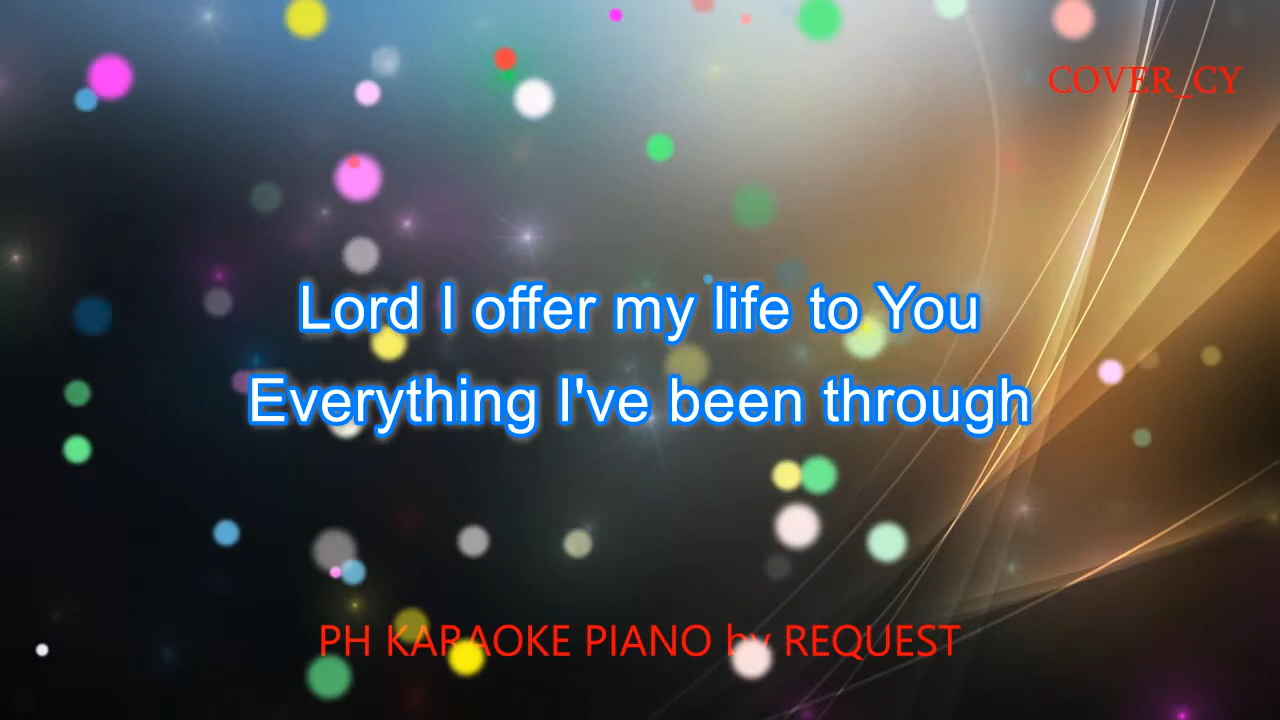 COVER_CY
Lord I offer my life to You
Everything I've been through
PH KARAOKE PIANO by REQUEST